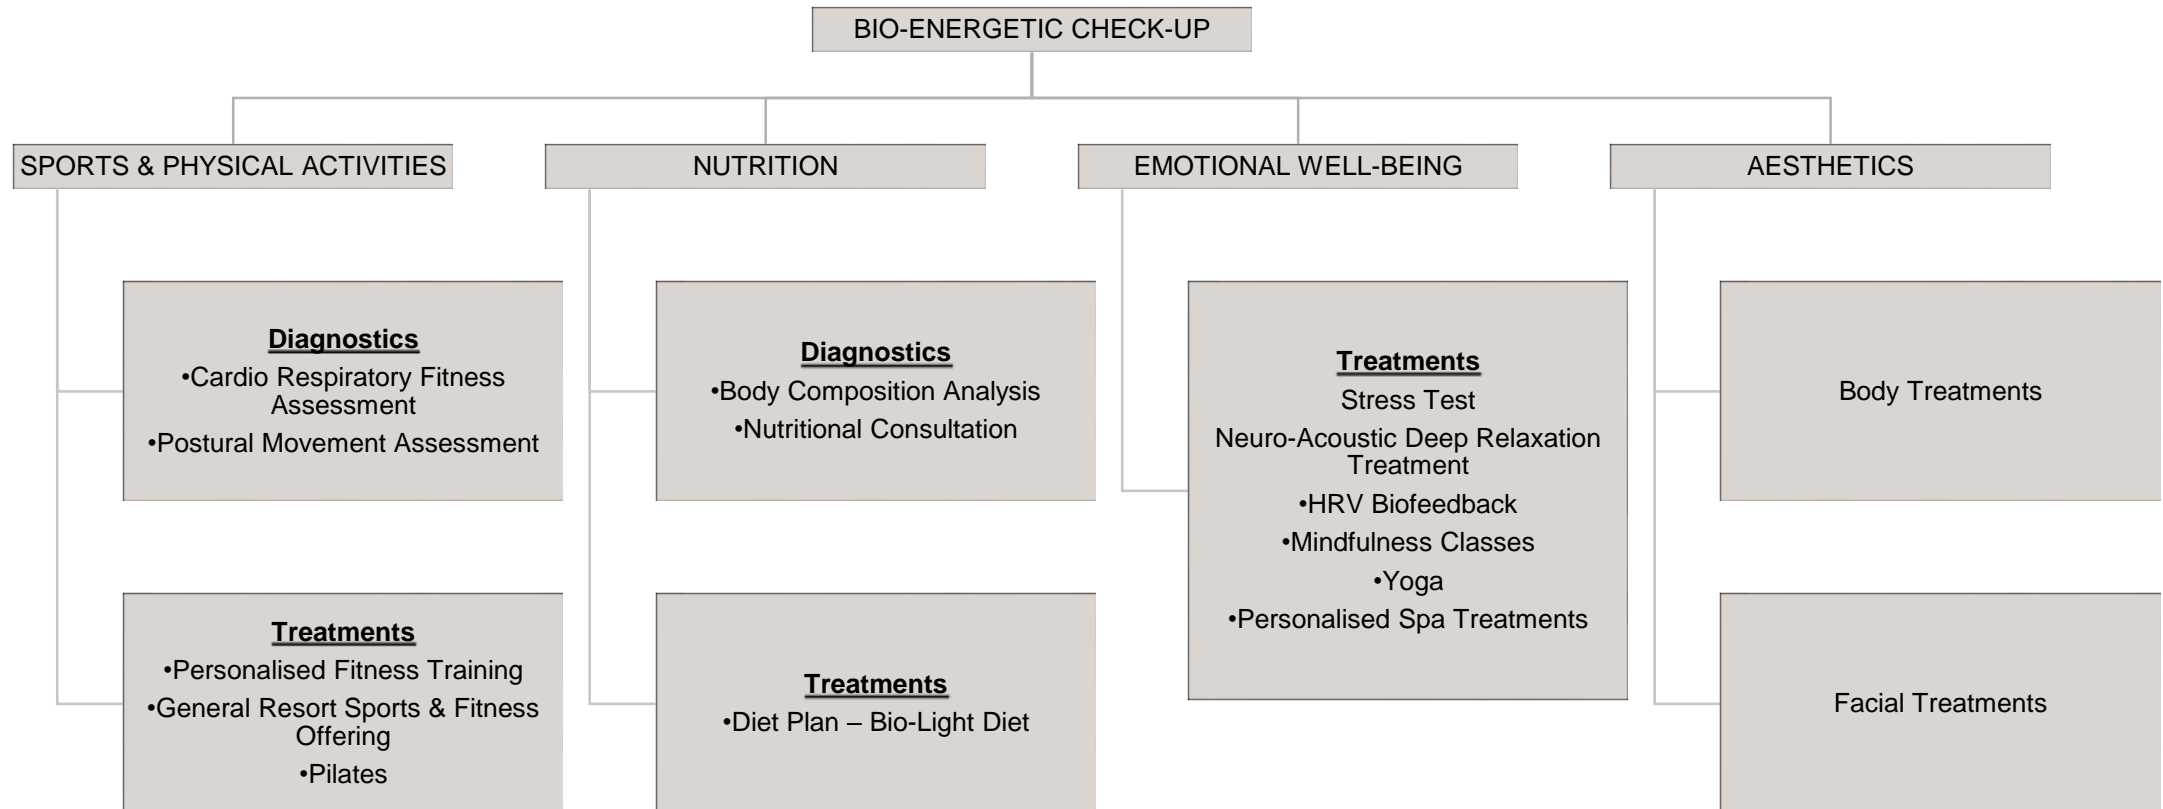 BIO-ENERGETIC CHECK-UP
SPORTS & PHYSICAL ACTIVITIES
NUTRITION
EMOTIONAL WELL-BEING
AESTHETICS
Diagnostics
•Cardio Respiratory Fitness
Assessment
•Postural Movement Assessment
Treatments
•Personalised Fitness Training
•General Resort Sports & Fitness
Offering
•Pilates
Diagnostics
•Body Composition Analysis
•Nutritional Consultation
Treatments
•Diet Plan – Bio-Light Diet
Treatments
Stress Test
Neuro-Acoustic Deep Relaxation
Treatment
•HRV Biofeedback
•Mindfulness Classes
•Yoga
•Personalised Spa Treatments
Body Treatments
Facial Treatments